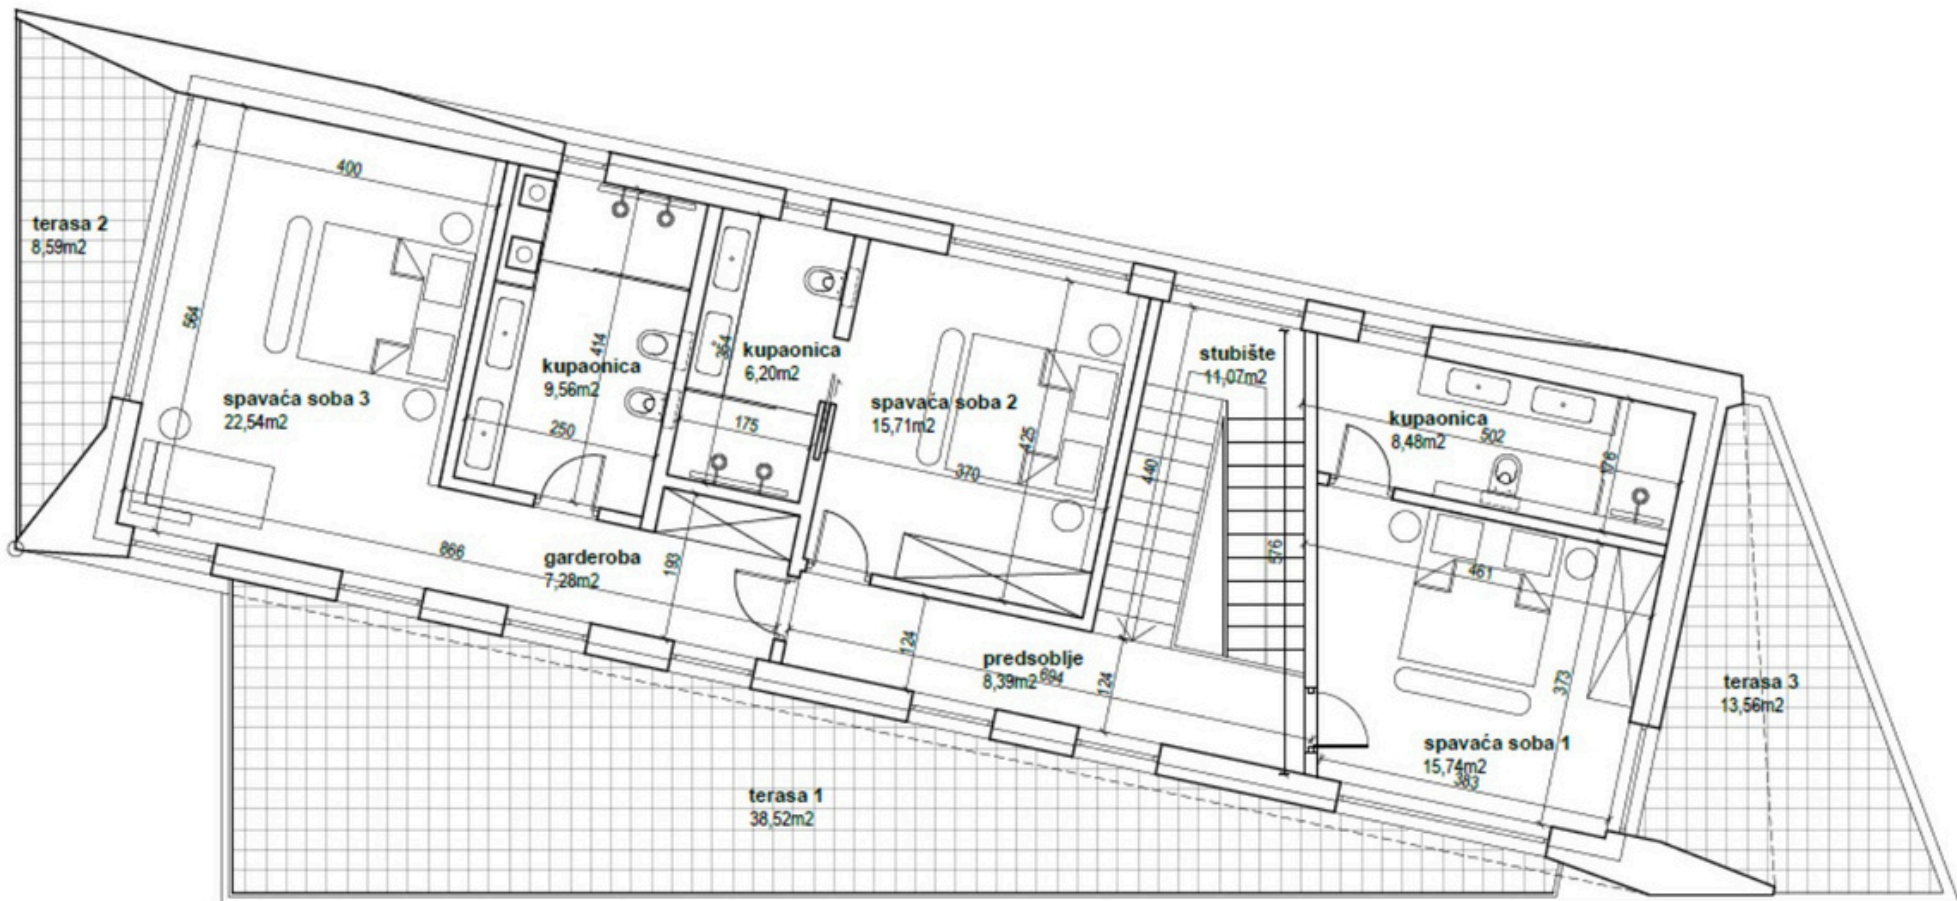 terasa 2
8,59m2
400
564
spavaća soba 3
22,54m2
kupaonica
9,56m2
414
250
kupaonica
6,20m2
354
175
spavaća soba 2
15,71m2
425
370
440
stubište
11,07m2
576
kupaonica
8,48m2
502
176
461
373
spavaća soba 1
15,74m2
383
terasa 3
13,56m2
866
garderoba
7,28m2
193
124
predsoblje
8,39m2
694
124
terasa 1
38,52m2